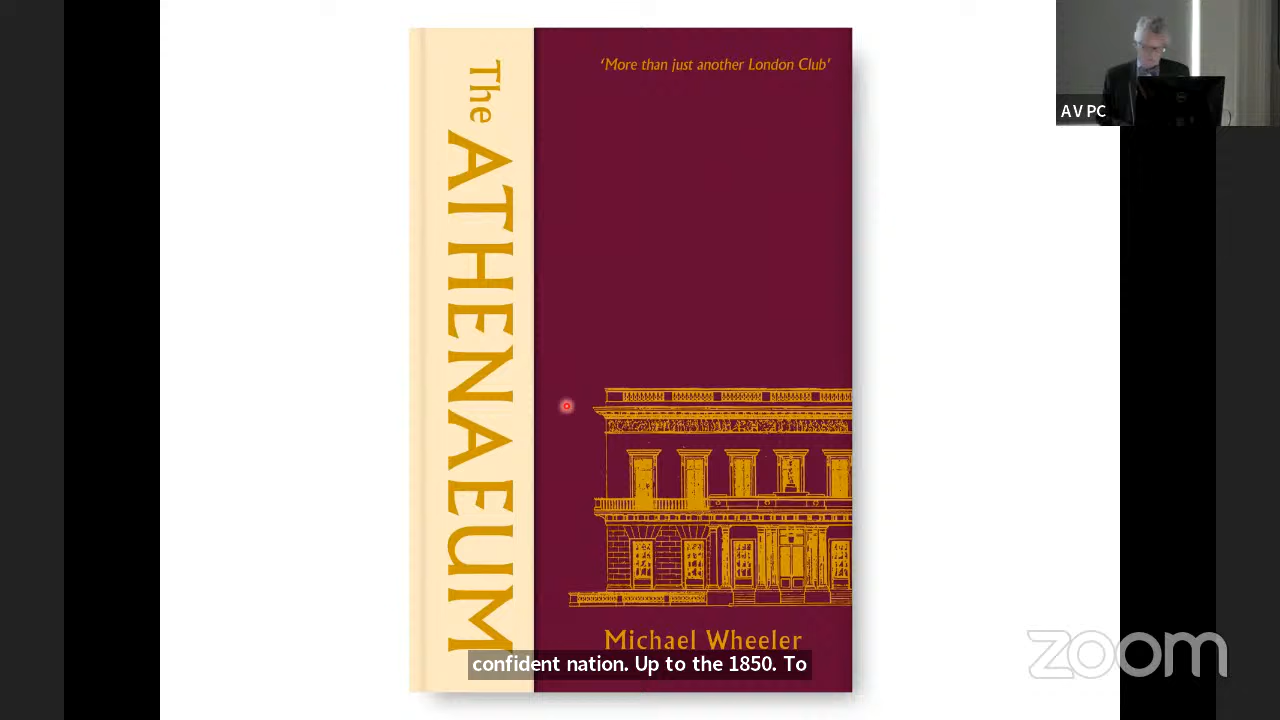 'More than just another London Club'
The ATHENAEUM
Michael Wheeler
confident nation. Up to the 1850. To
AV PC
zoom